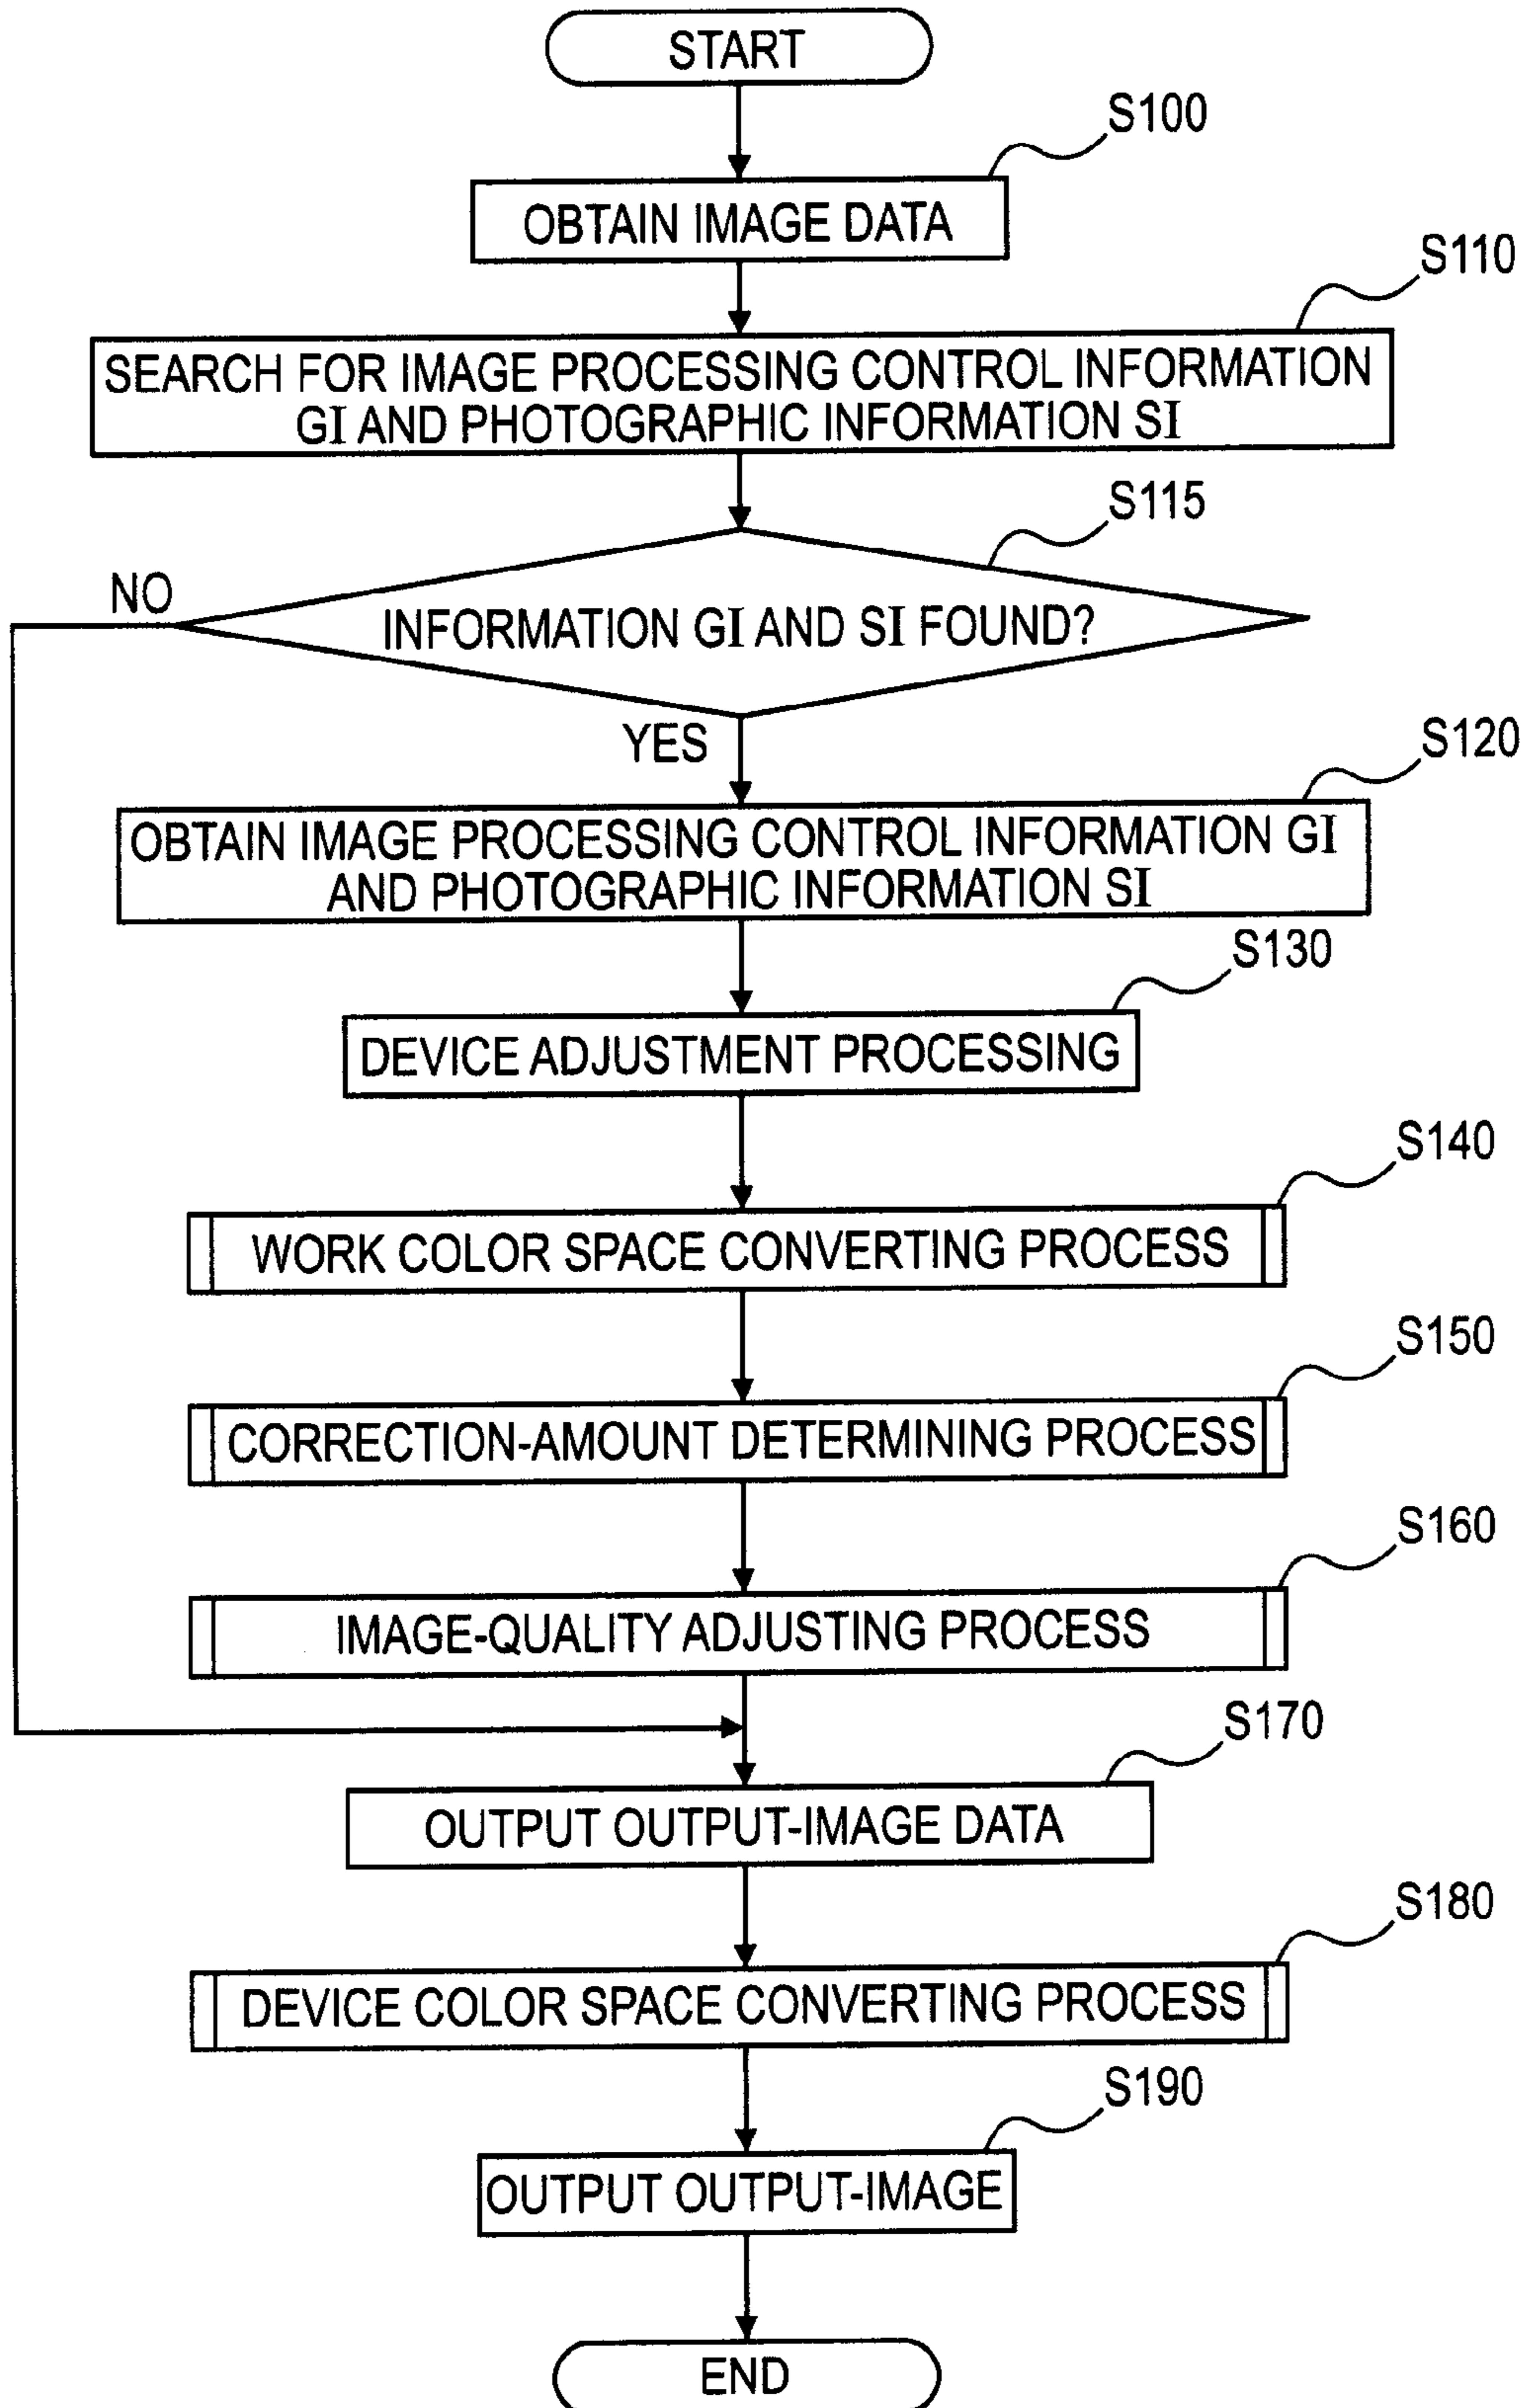 START
S100
OBTAIN IMAGE DATA
S110
SEARCH FOR IMAGE PROCESSING CONTROL INFORMATION
GI AND PHOTOGRAPHIC INFORMATION SI
S115
NO
INFORMATION GI AND SI FOUND?
YES
S120
OBTAIN IMAGE PROCESSING CONTROL INFORMATION GI
AND PHOTOGRAPHIC INFORMATION SI
S130
DEVICE ADJUSTMENT PROCESSING
S140
WORK COLOR SPACE CONVERTING PROCESS
S150
CORRECTION-AMOUNT DETERMINING PROCESS
S160
IMAGE-QUALITY ADJUSTING PROCESS
S170
OUTPUT OUTPUT-IMAGE DATA
S180
DEVICE COLOR SPACE CONVERTING PROCESS
S190
OUTPUT OUTPUT-IMAGE
END